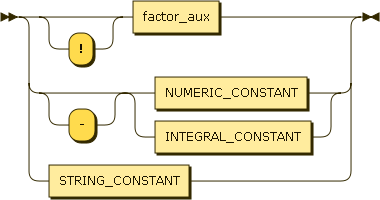 factor_aux
!
NUMERIC_CONSTANT
-
INTEGRAL_CONSTANT
STRING_CONSTANT